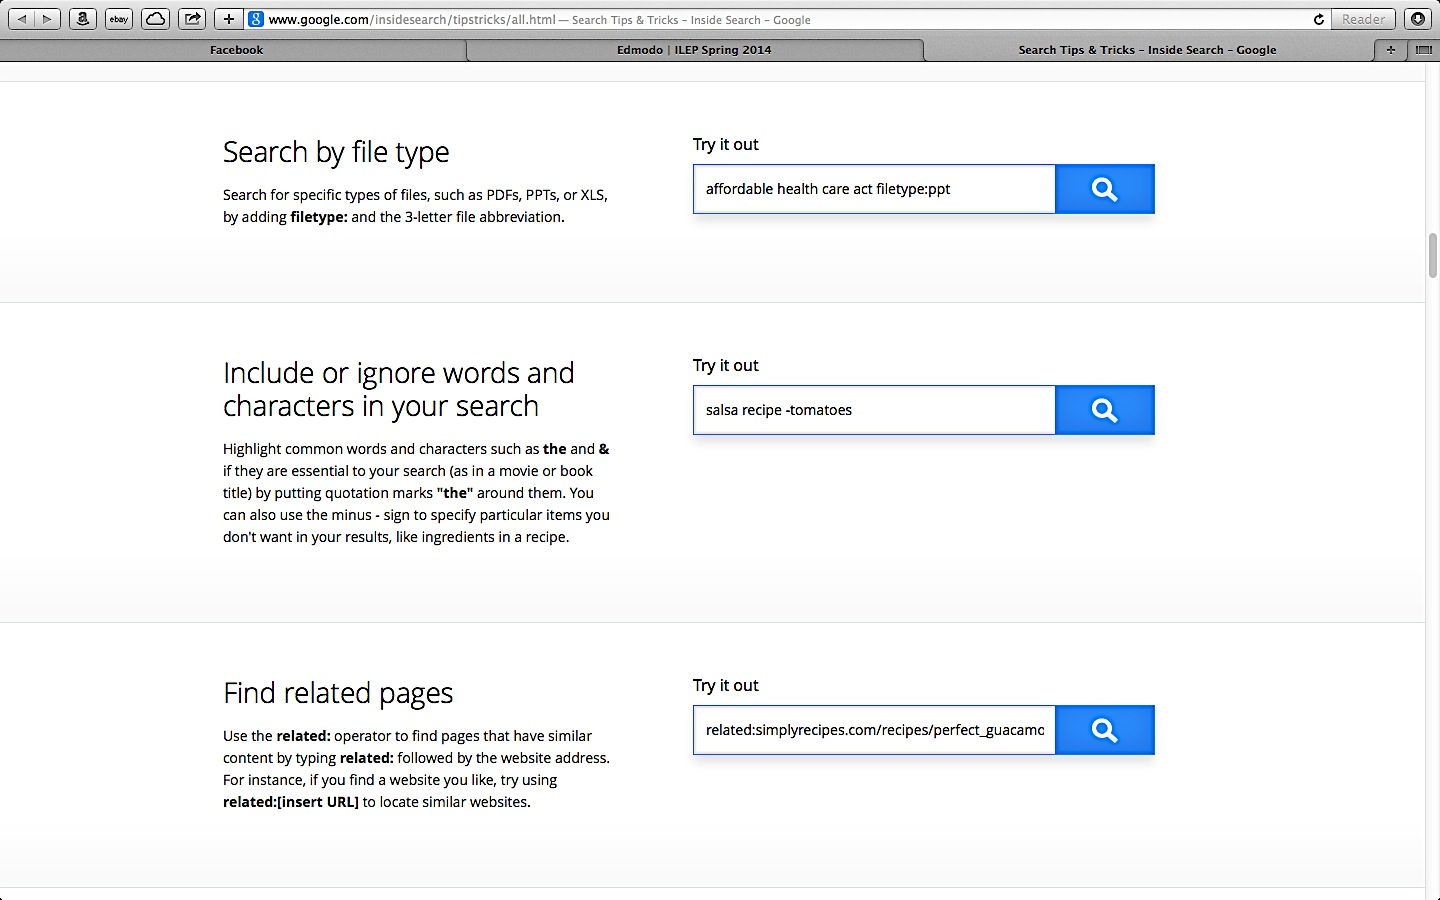 a ebay + 8 www.google.com/insidesearch/tipstricks/all.html — Search Tips & Tricks – Inside Search – Google Reader
Facebook Edmodo | ILEP Spring 2014 Search Tips & Tricks – Inside Search – Google +
Search by file type
Search for specific types of files, such as PDFs, PPTs, or XLS,
by adding filetype: and the 3-letter file abbreviation.
Try it out
affordable health care act filetype:ppt
Include or ignore words and
characters in your search
Highlight common words and characters such as the and &
if they are essential to your search (as in a movie or book
title) by putting quotation marks "the" around them. You
can also use the minus - sign to specify particular items you
don't want in your results, like ingredients in a recipe.
Try it out
salsa recipe -tomatoes
Find related pages
Use the related: operator to find pages that have similar
content by typing related: followed by the website address.
For instance, if you find a website you like, try using
related:[insert URL] to locate similar websites.
Try it out
related:simplyrecipes.com/recipes/perfect_guacamo